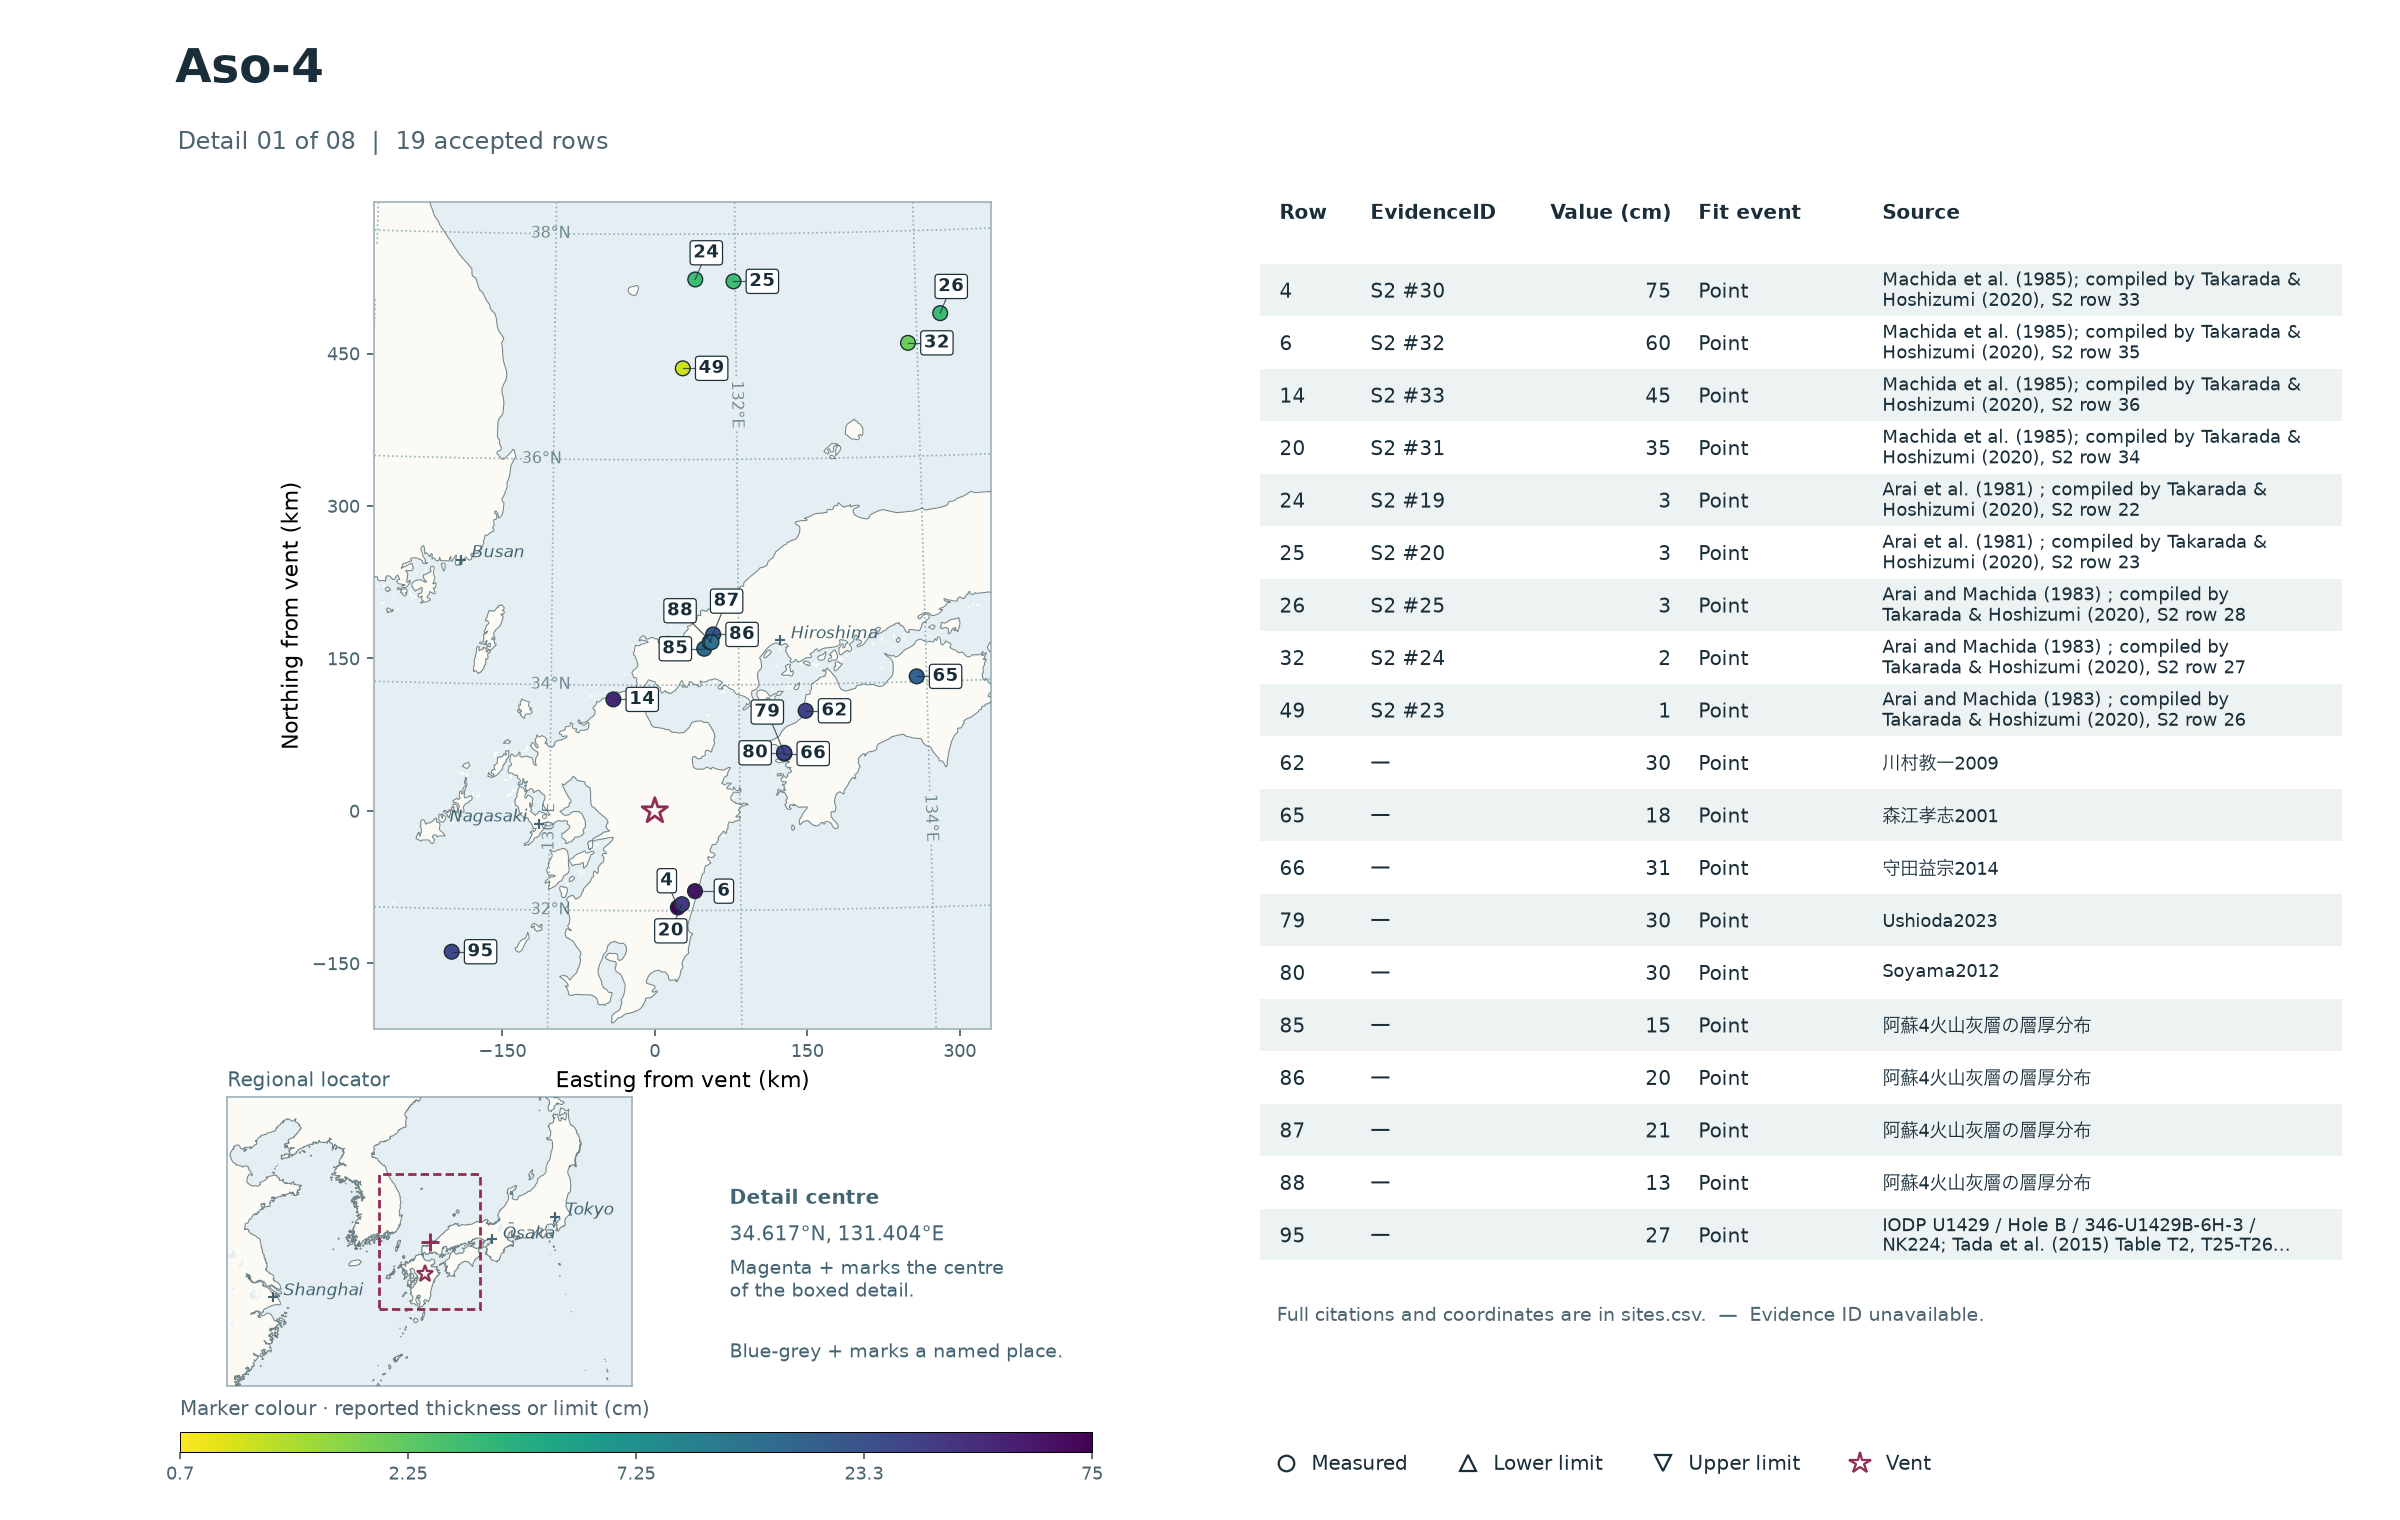 Aso-4
Detail 01 of 08 | 19 accepted rows
38°N
24
25
26
32
49
132°E
36°N
450
300
150
0
−150
Northing from vent (km)
Busan
87
88
86
85
Hiroshima
65
34°N
14
79
62
80
66
Nagasaki
130°E
134°E
4
6
32°N
20
95
−150
0
150
300
Easting from vent (km)
Regional locator
Tokyo
Ōsaka
Shanghai
Detail centre
34.617°N, 131.404°E
Magenta + marks the centre
of the boxed detail.
Blue-grey + marks a named place.
Marker colour · reported thickness or limit (cm)
0.7
2.25
7.25
23.3
75
Row EvidenceID Value (cm) Fit event Source
4 S2 #30 75 Point Machida et al. (1985); compiled by Takarada &
Hoshizumi (2020), S2 row 33
6 S2 #32 60 Point Machida et al. (1985); compiled by Takarada &
Hoshizumi (2020), S2 row 35
14 S2 #33 45 Point Machida et al. (1985); compiled by Takarada &
Hoshizumi (2020), S2 row 36
20 S2 #31 35 Point Machida et al. (1985); compiled by Takarada &
Hoshizumi (2020), S2 row 34
24 S2 #19 3 Point Arai et al. (1981) ; compiled by Takarada &
Hoshizumi (2020), S2 row 22
25 S2 #20 3 Point Arai et al. (1981) ; compiled by Takarada &
Hoshizumi (2020), S2 row 23
26 S2 #25 3 Point Arai and Machida (1983) ; compiled by
Takarada & Hoshizumi (2020), S2 row 28
32 S2 #24 2 Point Arai and Machida (1983) ; compiled by
Takarada & Hoshizumi (2020), S2 row 27
49 S2 #23 1 Point Arai and Machida (1983) ; compiled by
Takarada & Hoshizumi (2020), S2 row 26
62 — 30 Point 川村教一2009
65 — 18 Point 森江孝志2001
66 — 31 Point 守田益宗2014
79 — 30 Point Ushioda2023
80 — 30 Point Soyama2012
85 — 15 Point 阿蘇4火山灰層の層厚分布
86 — 20 Point 阿蘇4火山灰層の層厚分布
87 — 21 Point 阿蘇4火山灰層の層厚分布
88 — 13 Point 阿蘇4火山灰層の層厚分布
95 — 27 Point IODP U1429 / Hole B / 346-U1429B-6H-3 /
NK224; Tada et al. (2015) Table T2, T25-T26...
Full citations and coordinates are in sites.csv. — Evidence ID unavailable.
Measured Lower limit Upper limit Vent